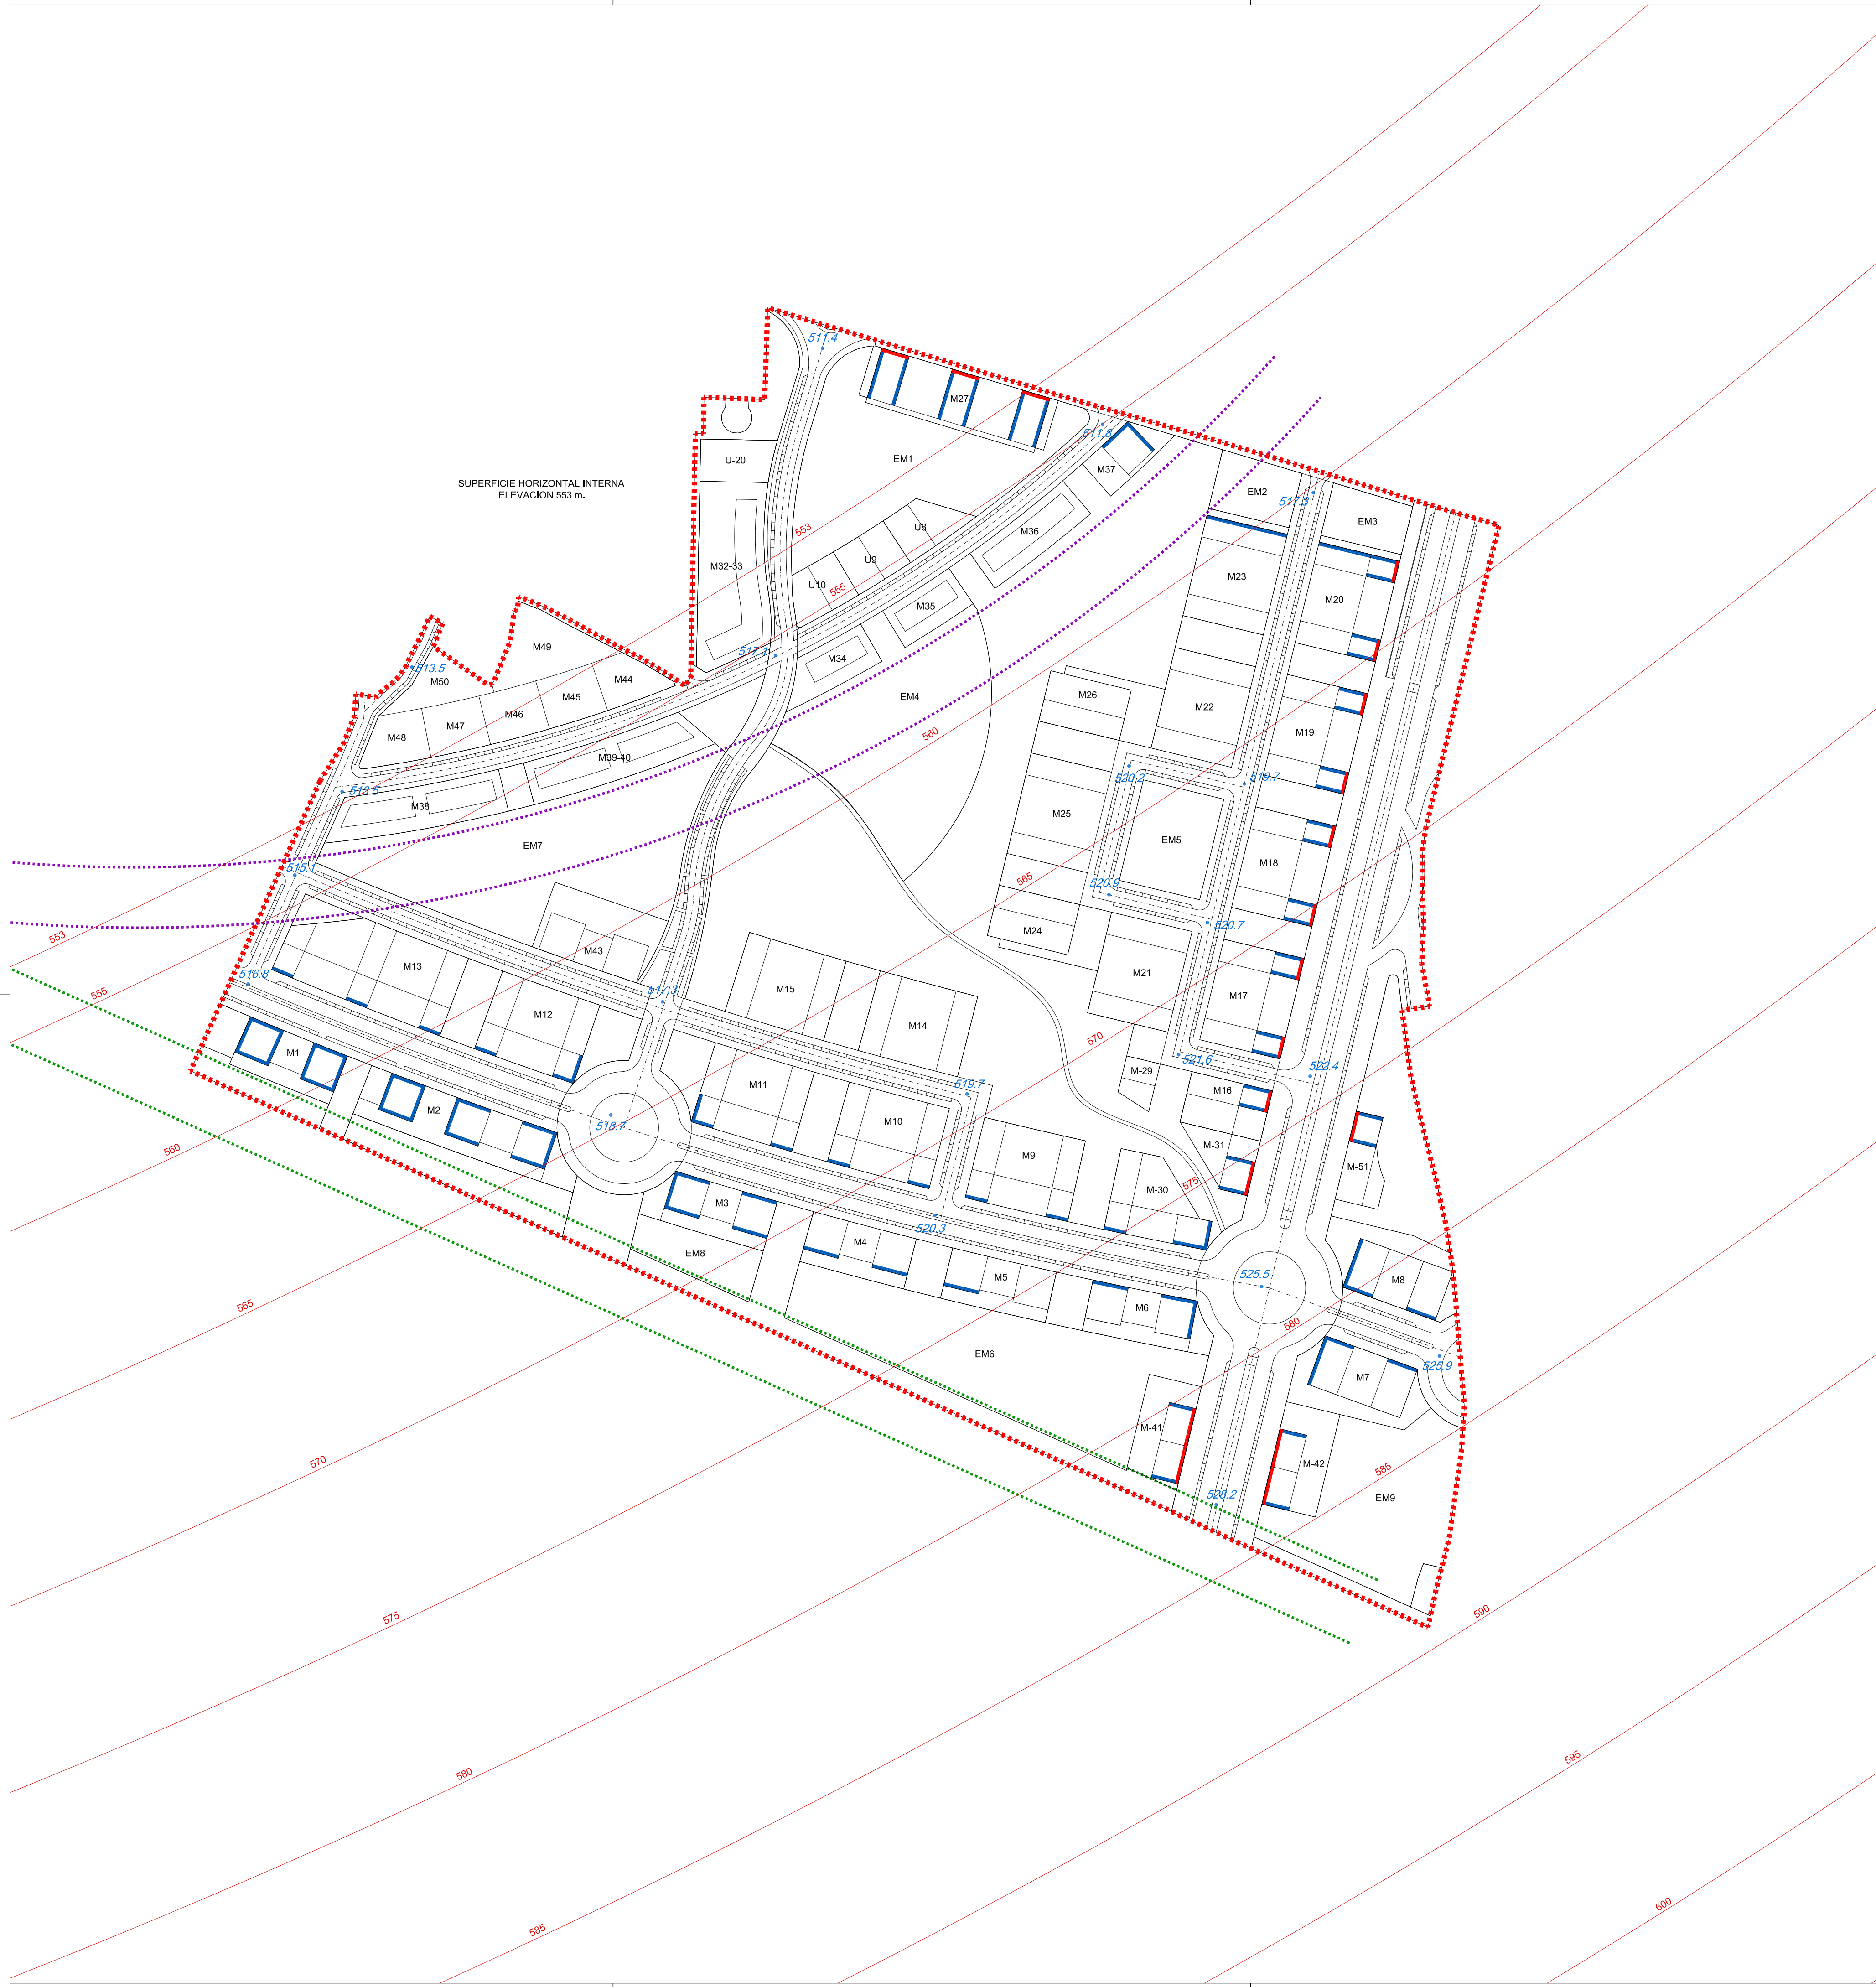 511.4
M27
511.8
EM1
U-20
M37
SUPERFICIE HORIZONTAL INTERNA
ELEVACION 553 m.
EM2
517.3
EM3
553
U8
M36
U9
M32-33
M23
U10
555
M20
M35
M49
517.1
M34
513.5
M50
M44
M45
EM4
M26
M46
M22
M47
M19
M48
560
M39-40
520.2
519.7
513.5
M38
M25
EM5
EM7
M18
515.1
565
520.9
520.7
M24
553
M43
M13
M21
516.8
M15
M17
555
517.3
M12
M14
570
M1
521.6
522.4
M-29
M11
519.7
M16
M2
M10
518.7
M-31
560
M9
M-51
575
M-30
M3
520.3
M4
EM8
M5
525.5
M8
565
M6
580
EM6
525.9
M7
M-41
570
M-42
585
528.2
EM9
575
590
580
595
585
600